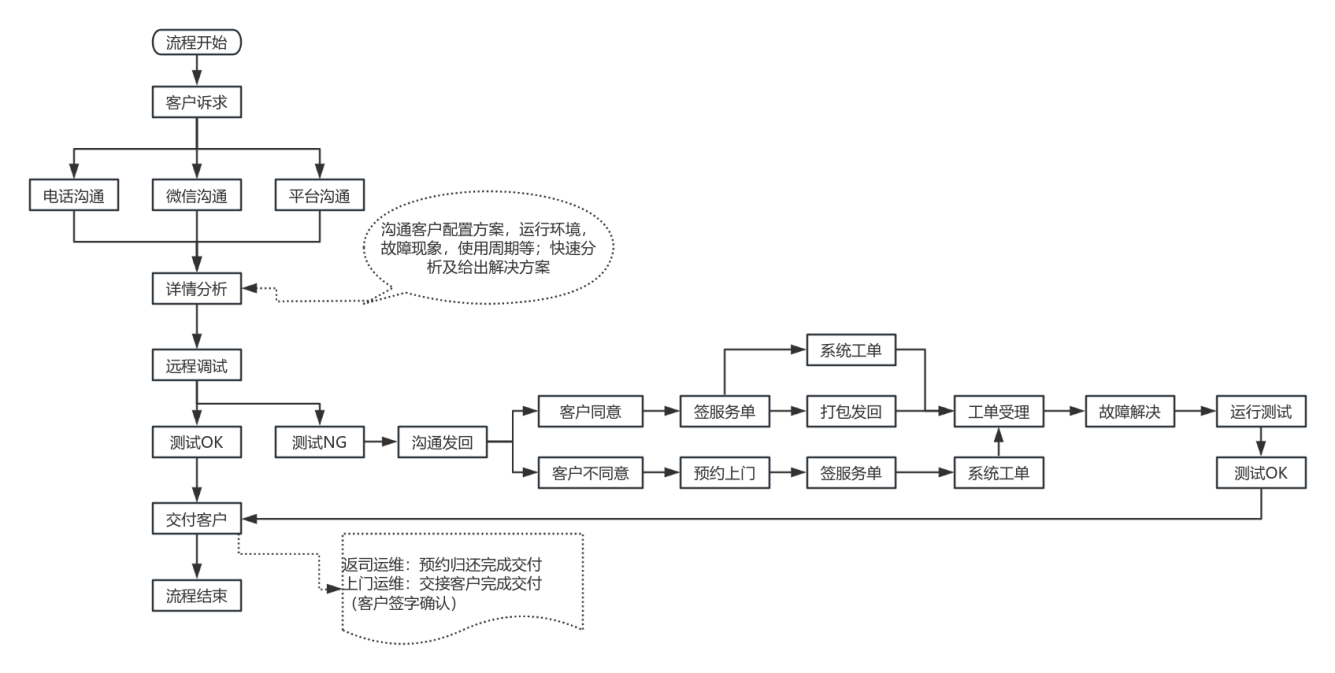 流程开始
客户诉求
电话沟通
微信沟通
平台沟通
沟通客户配置方案，运行环境，
故障现象，使用周期等；快速分
析及给出解决方案
详情分析
远程调试
系统工单
客户同意
签服务单
打包发回
工单受理
故障解决
运行测试
测试OK
测试NG
沟通发回
客户不同意
预约上门
签服务单
系统工单
测试OK
交付客户
返司运维：预约归还完成交付
上门运维：交接客户完成交付
（客户签字确认）
流程结束